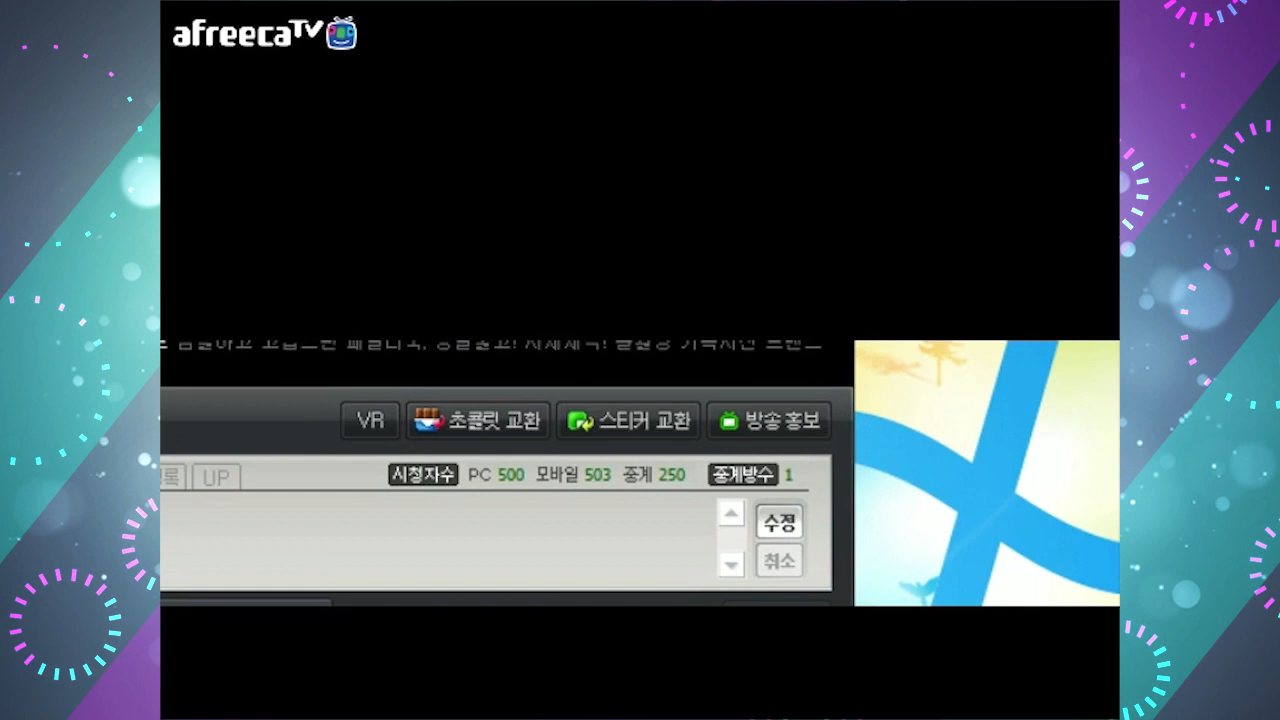 afreecaTV
VR 초콜릿 교환 스티커 교환 방송 홍보
록 UP 시청자수 PC 500 모바일 503 중계 250 중계방수 1
수정
취소